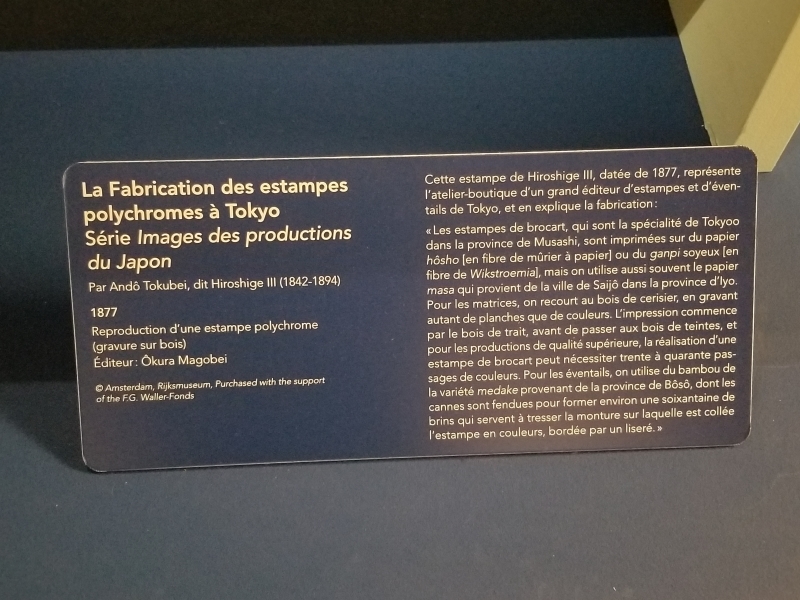 La Fabrication des estampes
polychromes à Tokyo
Série Images des productions
du Japon
Par Andô Tokubei, dit Hiroshige III (1842-1894)
1877
Reproduction d'une estampe polychrome
(gravure sur bois)
Éditeur : Ôkura Magobei
© Amsterdam, Rijksmuseum, Purchased with the support
of the F.G. Waller-Fonds
Cette estampe de Hiroshige III, datée de 1877, représente
l'atelier-boutique d'un grand éditeur d'estampes et d'éven-
tails de Tokyo, et en explique la fabrication :
« Les estampes de brocart, qui sont la spécialité de Tokyoo
dans la province de Musashi, sont imprimées sur du papier
hôsho [en fibre de mûrier à papier] ou du ganpi soyeux [en
fibre de Wikstroemia], mais on utilise aussi souvent le papier
masa qui provient de la ville de Saijô dans la province d'Iyo.
Pour les matrices, on recourt au bois de cerisier, en gravant
autant de planches que de couleurs. L'impression commence
par le bois de trait, avant de passer aux bois de teintes, et
pour les productions de qualité supérieure, la réalisation d'une
estampe de brocart peut nécessiter trente à quarante pas-
sages de couleurs. Pour les éventails, on utilise du bambou de
la variété medake provenant de la province de Bôsô, dont les
cannes sont fendues pour former environ une soixantaine de
brins qui servent à tresser la monture sur laquelle est collée
l'estampe en couleurs, bordée par un liseré. »